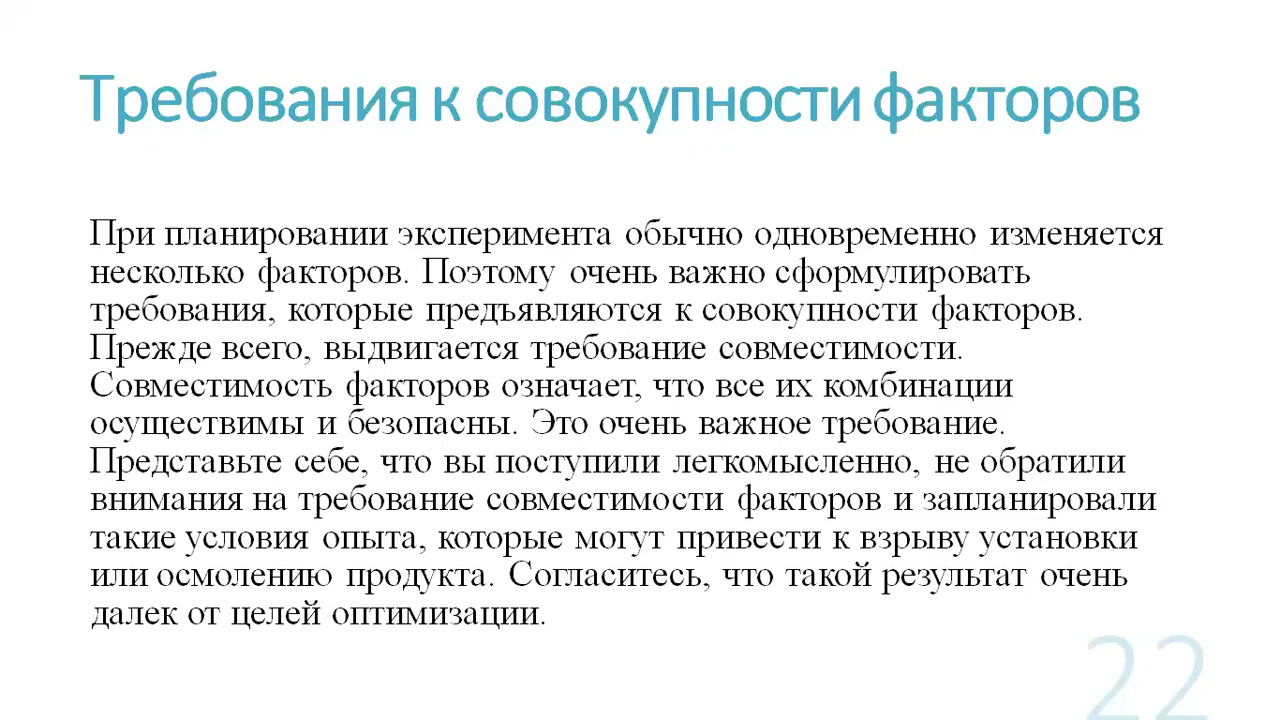 Требования к совокупности факторов
При планировании эксперимента обычно одновременно изменяется
несколько факторов. Поэтому очень важно сформулировать
требования, которые предъявляются к совокупности факторов.
Прежде всего, выдвигается требование совместимости.
Совместимость факторов означает, что все их комбинации
осуществимы и безопасны. Это очень важное требование.
Представьте себе, что вы поступили легкомысленно, не обратили
внимания на требование совместимости факторов и запланировали
такие условия опыта, которые могут привести к взрыву установки
или осмолению продукта. Согласитесь, что такой результат очень
далек от целей оптимизации.
22